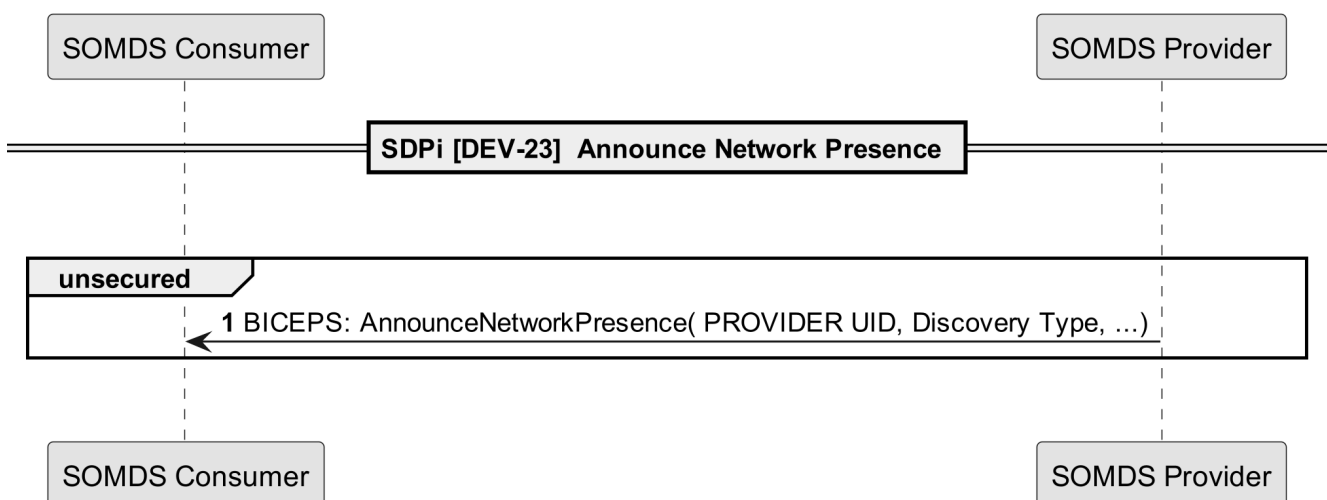 SOMDS Consumer
SOMDS Provider
SDPi [DEV-23]  Announce Network Presence
unsecured
1 BICEPS: AnnounceNetworkPresence( PROVIDER UID, Discovery Type, ...)
SOMDS Consumer
SOMDS Provider